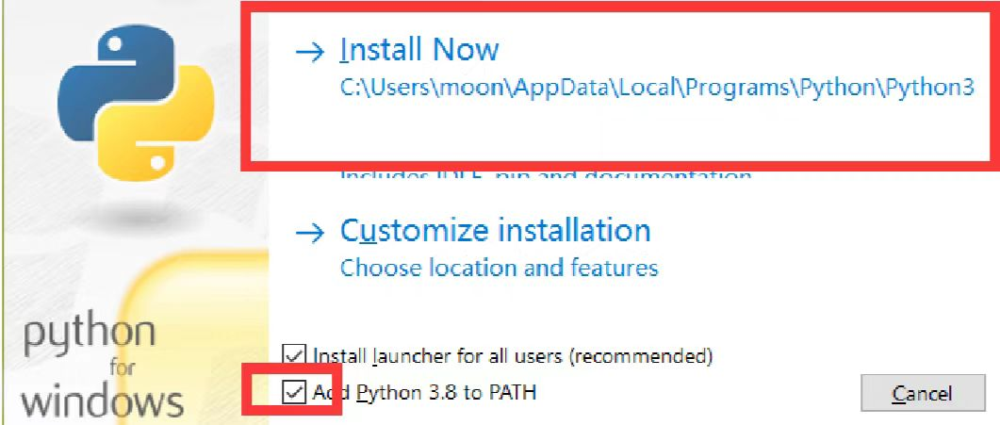 Install Now
C:\Users\moon\AppData\Local\Programs\Python\Python3
Includes IDLE, pip and documentation
Customize installation
Choose location and features
Install launcher for all users (recommended)
Add Python 3.8 to PATH
Cancel
python
for
windows